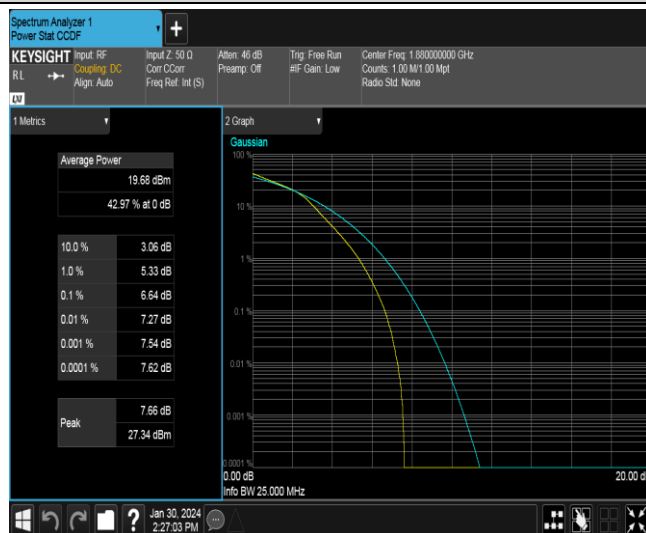 Spectrum Analyzer 1
Power Stat CCDF
+
KEYSIGHT
RL
LXI
Input: RF
Coupling: DC
Align: Auto
Input Z: 50 Ω
Corr CCorr
Freq Ref: Int (S)
Atten: 46 dB
Preamp: Off
Trig: Free Run
#IF Gain: Low
Center Freq: 1.880000000 GHz
Counts: 1.00 M/1.00 Mpt
Radio Std: None
1 Metrics
Average Power
19.68 dBm
42.97 % at 0 dB
10.0 % 3.06 dB
1.0 % 5.33 dB
0.1 % 6.64 dB
0.01 % 7.27 dB
0.001 % 7.54 dB
0.0001 % 7.62 dB
Peak
7.66 dB
27.34 dBm
2 Graph
Gaussian
100 %
10 %
1 %
0.1 %
0.01 %
0.001 %
0.0001 %
0.00 dB 20.00 d
Info BW 25.000 MHz
?
Jan 30, 2024
2:27:03 PM